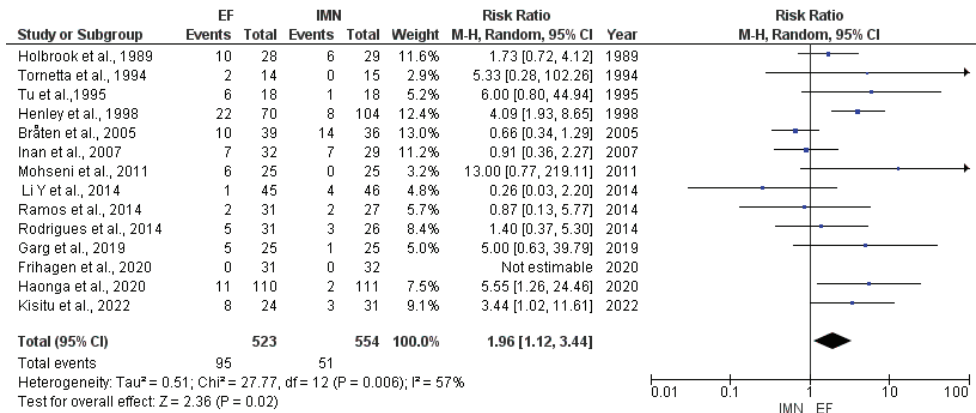 EF IMN Risk Ratio Risk Ratio
Study or Subgroup Events Total Events Total Weight M-H, Random, 95% CI Year M-H, Random, 95% CI
Holbrook et al., 1989 10 28 6 29 11.6% 1.73 [0.72, 4.12] 1989
Tornetta et al., 1994 2 14 0 15 2.9% 5.33 [0.28, 102.26] 1994
Tu et al.,1995 6 18 1 18 5.2% 6.00 [0.80, 44.94] 1995
Henley et al., 1998 22 70 8 104 12.4% 4.09 [1.93, 8.65] 1998
Bråten et al., 2005 10 39 14 36 13.0% 0.66 [0.34, 1.29] 2005
Inan et al., 2007 7 32 7 29 11.2% 0.91 [0.36, 2.27] 2007
Mohseni et al., 2011 6 25 0 25 3.2% 13.00 [0.77, 219.11] 2011
Li Y et al., 2014 1 45 4 46 4.8% 0.26 [0.03, 2.20] 2014
Ramos et al., 2014 2 31 2 27 5.7% 0.87 [0.13, 5.77] 2014
Rodrigues et al., 2014 5 31 3 26 8.4% 1.40 [0.37, 5.30] 2014
Garg et al., 2019 5 25 1 25 5.0% 5.00 [0.63, 39.79] 2019
Frihagen et al., 2020 0 31 0 32 Not estimable 2020
Haonga et al., 2020 11 110 2 111 7.5% 5.55 [1.26, 24.46] 2020
Kisitu et al., 2022 8 24 3 31 9.1% 3.44 [1.02, 11.61] 2022
Total (95% CI) 523 554 100.0% 1.96 [1.12, 3.44]
Total events 95 51
Heterogeneity: Tau² = 0.51; Chi² = 27.77, df = 12 (P = 0.006); I² = 57%
Test for overall effect: Z = 2.36 (P = 0.02)
0.01 0.1 1 10 100
IMN EF